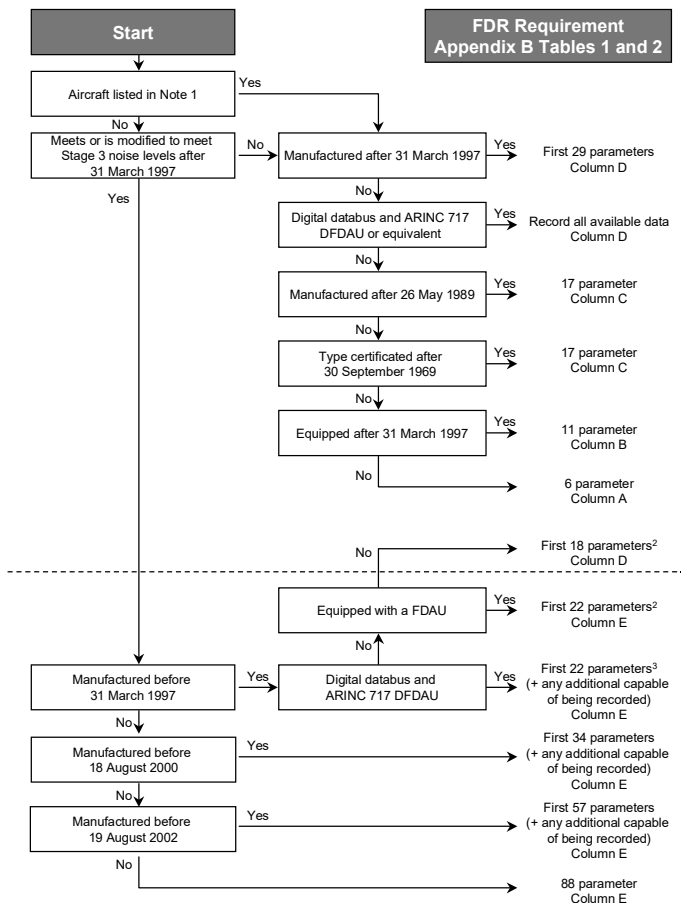 Start
FDR Requirement
Appendix B Tables 1 and 2
Aircraft listed in Note 1
Yes
No
Meets or is modified to meet
Stage 3 noise levels after
31 March 1997
No
Yes
Manufactured after 31 March 1997
Yes
First 29 parameters
Column D
No
Digital databus and ARINC 717
DFDAU or equivalent
Yes
Record all available data
Column D
No
Manufactured after 26 May 1989
Yes
17 parameter
Column C
No
Type certificated after
30 September 1969
Yes
17 parameter
Column C
No
Equipped after 31 March 1997
Yes
11 parameter
Column B
No
6 parameter
Column A
No
First 18 parameters²
Column D
Equipped with a FDAU
Yes
First 22 parameters²
Column E
No
Manufactured before
31 March 1997
Yes
Digital databus and
ARINC 717 DFDAU
Yes
First 22 parameters³
(+ any additional capable
of being recorded)
Column E
No
Manufactured before
18 August 2000
Yes
First 34 parameters
(+ any additional capable
of being recorded)
Column E
No
Manufactured before
19 August 2002
Yes
First 57 parameters
(+ any additional capable
of being recorded)
Column E
No
88 parameter
Column E